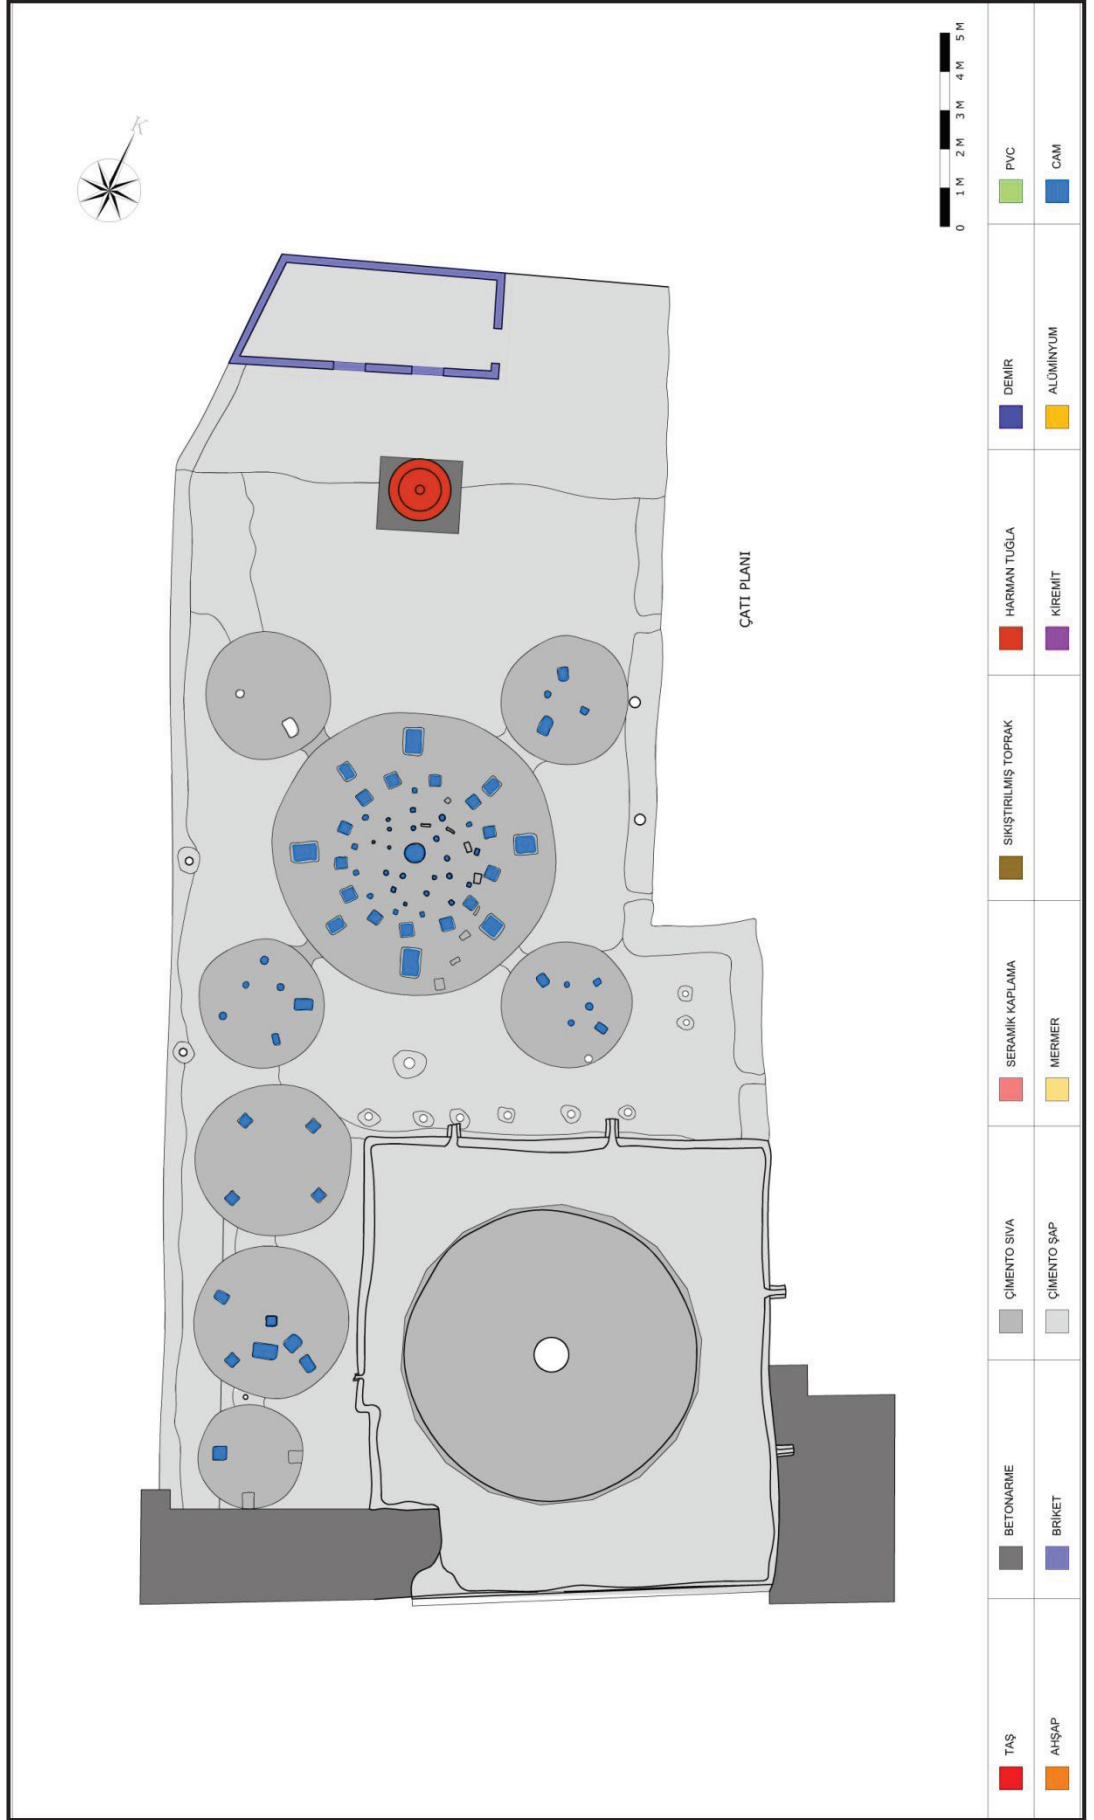 K
ÇATI PLANI
0 1 M 2 M 3 M 4 M 5 M
TAŞ BETONARME ÇİMENTO SIVA SERAMİK KAPLAMA SIKIŞTIRILMIŞ TOPRAK HARMAN TUĞLA DEMİR PVC
AHŞAP BRİKET ÇİMENTO ŞAP MERMER KİREMİT ALÜMİNYUM CAM